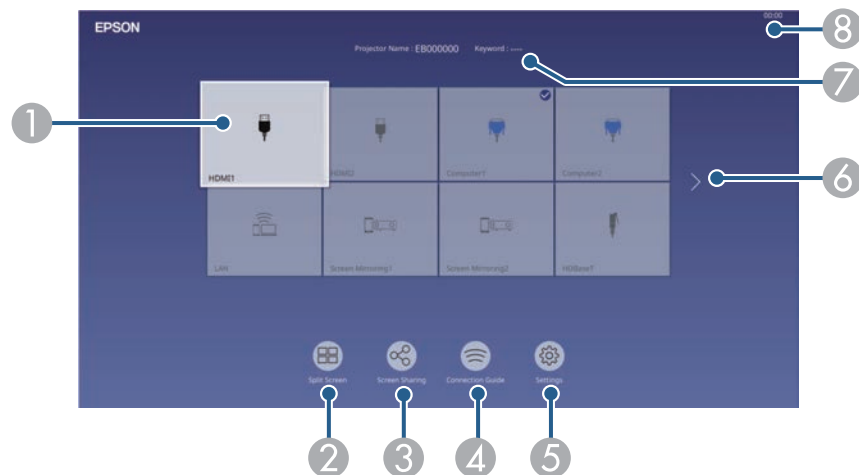 EPSON
00:00
8
Projector Name : EB000000 Keyword : ----
7
1
HDMI1 HDMI2 Computer1 Computer2
6
LAN Screen Mirroring1 Screen Mirroring2 HDBaseT
Split Screen Screen Sharing Connection Guide Settings
2 3 4 5